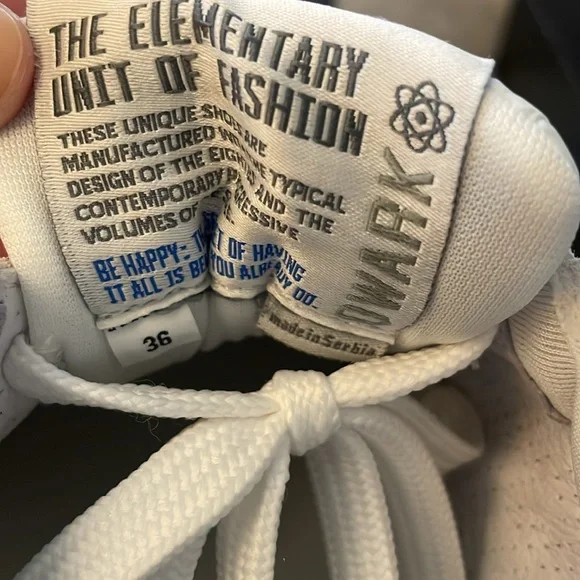 THE ELEMENTARY
UNIT OF FASHION
THESE UNIQUE SHOES ARE
MANUFACTURED
DESIGN OF THE TYPICAL
CONTEMPORARY AND THE
VOLUMES OF
BE HAPPY: OF HAVING
IT ALL IS YOU ALREADY DO.
DWARK
36
made in Serbia